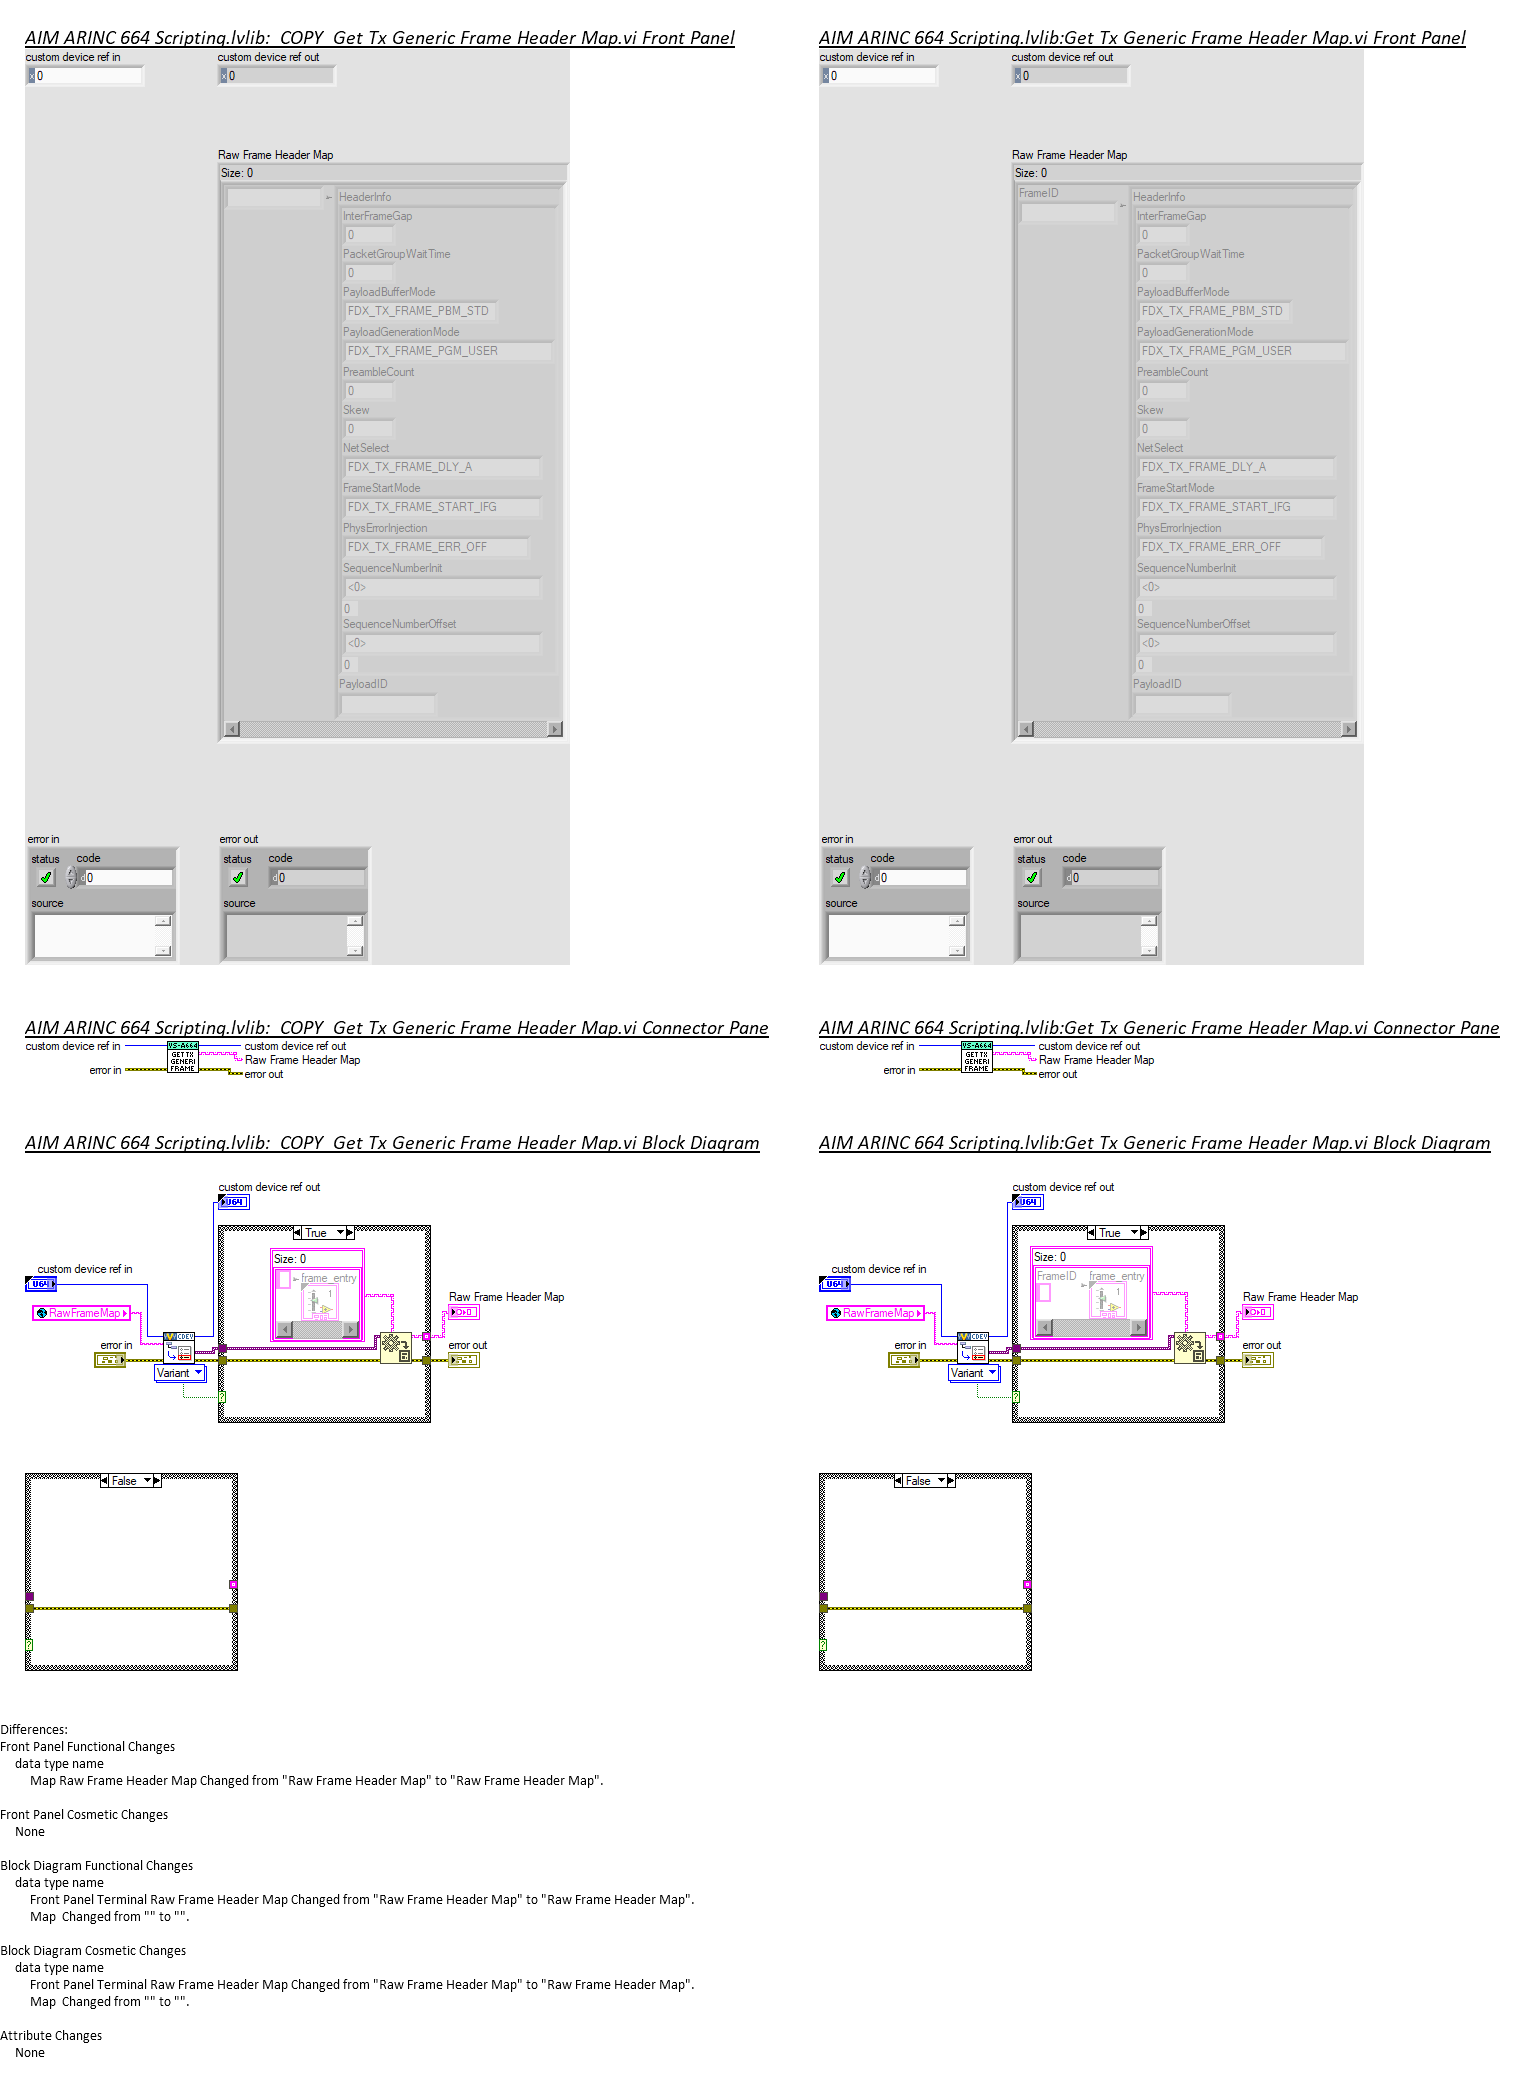 AIM ARINC 664 Scripting.lvlib:_COPY_Get Tx Generic Frame Header Map.vi Front Panel
custom device ref in
custom device ref out
x 0
x 0
Raw Frame Header Map
Size: 0
HeaderInfo
InterFrameGap
0
PacketGroupWaitTime
0
PayloadBufferMode
FDX_TX_FRAME_PBM_STD
PayloadGenerationMode
FDX_TX_FRAME_PGM_USER
PreambleCount
0
Skew
0
NetSelect
FDX_TX_FRAME_DLY_A
FrameStartMode
FDX_TX_FRAME_START_IFG
PhysErrorInjection
FDX_TX_FRAME_ERR_OFF
SequenceNumberInit
<0>
0
SequenceNumberOffset
<0>
0
PayloadID
error in
status
code
d 0
source
error out
status
code
d 0
source
AIM ARINC 664 Scripting.lvlib:Get Tx Generic Frame Header Map.vi Front Panel
custom device ref in
custom device ref out
x 0
x 0
Raw Frame Header Map
Size: 0
FrameID
HeaderInfo
InterFrameGap
0
PacketGroupWaitTime
0
PayloadBufferMode
FDX_TX_FRAME_PBM_STD
PayloadGenerationMode
FDX_TX_FRAME_PGM_USER
PreambleCount
0
Skew
0
NetSelect
FDX_TX_FRAME_DLY_A
FrameStartMode
FDX_TX_FRAME_START_IFG
PhysErrorInjection
FDX_TX_FRAME_ERR_OFF
SequenceNumberInit
<0>
0
SequenceNumberOffset
<0>
0
PayloadID
error in
status
code
d 0
source
error out
status
code
d 0
source
AIM ARINC 664 Scripting.lvlib:_COPY_Get Tx Generic Frame Header Map.vi Connector Pane
custom device ref in
error in
VS-A664
GET TX
GENERI
FRAME
custom device ref out
Raw Frame Header Map
error out
AIM ARINC 664 Scripting.lvlib:Get Tx Generic Frame Header Map.vi Connector Pane
custom device ref in
error in
VS-A664
GET TX
GENERI
FRAME
custom device ref out
Raw Frame Header Map
error out
AIM ARINC 664 Scripting.lvlib:_COPY_Get Tx Generic Frame Header Map.vi Block Diagram
custom device ref out
U64
True
Size: 0
frame_entry
1
custom device ref in
U64
RawFrameMap
error in
CDEV
Variant
?
Raw Frame Header Map
error out
False
?
AIM ARINC 664 Scripting.lvlib:Get Tx Generic Frame Header Map.vi Block Diagram
custom device ref out
U64
True
Size: 0
FrameID
frame_entry
1
custom device ref in
U64
RawFrameMap
error in
CDEV
Variant
?
Raw Frame Header Map
error out
False
?
Differences:
Front Panel Functional Changes
data type name
Map Raw Frame Header Map Changed from "Raw Frame Header Map" to "Raw Frame Header Map".
Front Panel Cosmetic Changes
None
Block Diagram Functional Changes
data type name
Front Panel Terminal Raw Frame Header Map Changed from "Raw Frame Header Map" to "Raw Frame Header Map".
Map  Changed from "" to "".
Block Diagram Cosmetic Changes
data type name
Front Panel Terminal Raw Frame Header Map Changed from "Raw Frame Header Map" to "Raw Frame Header Map".
Map  Changed from "" to "".
Attribute Changes
None